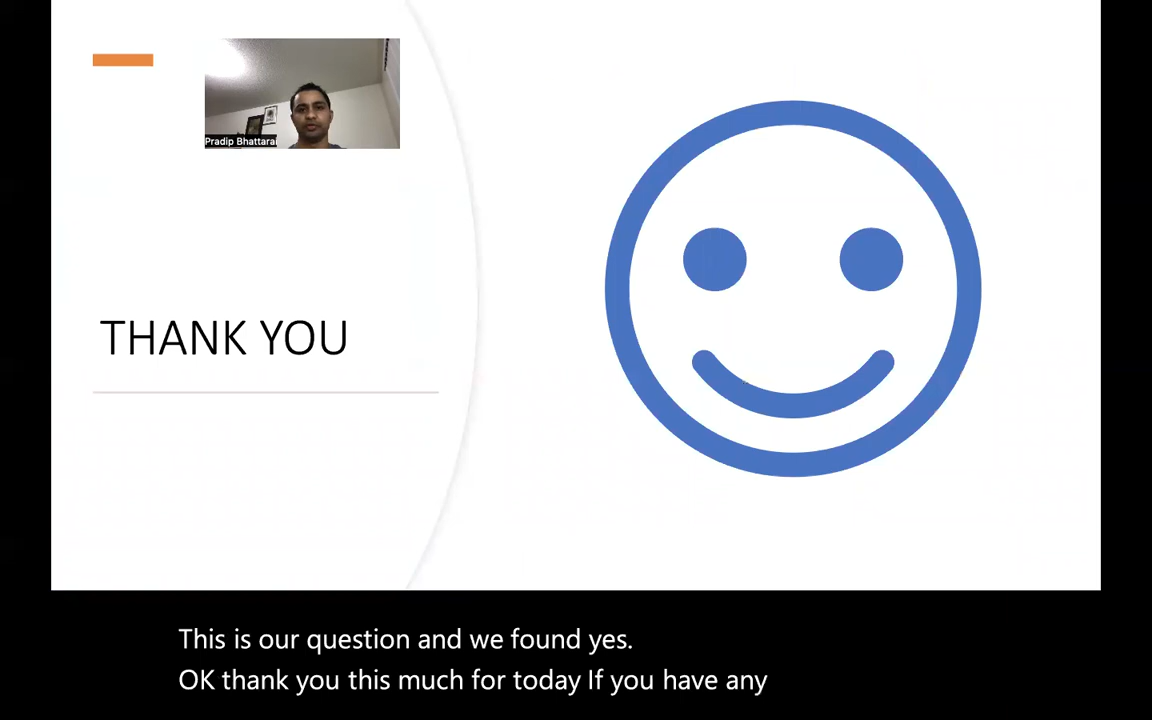 Pradip Bhattarai
THANK YOU
This is our question and we found yes.
OK thank you this much for today If you have any